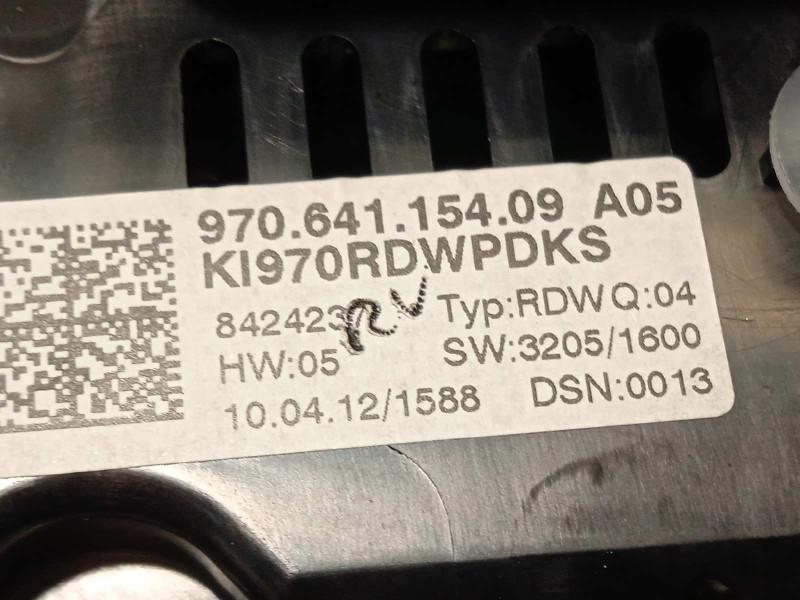 970.641.154.09 A05
KI970RDWPDKS
842423 Typ:RDW Q:04
HW:05 SW:3205/1600
10.04.12/1588 DSN:0013